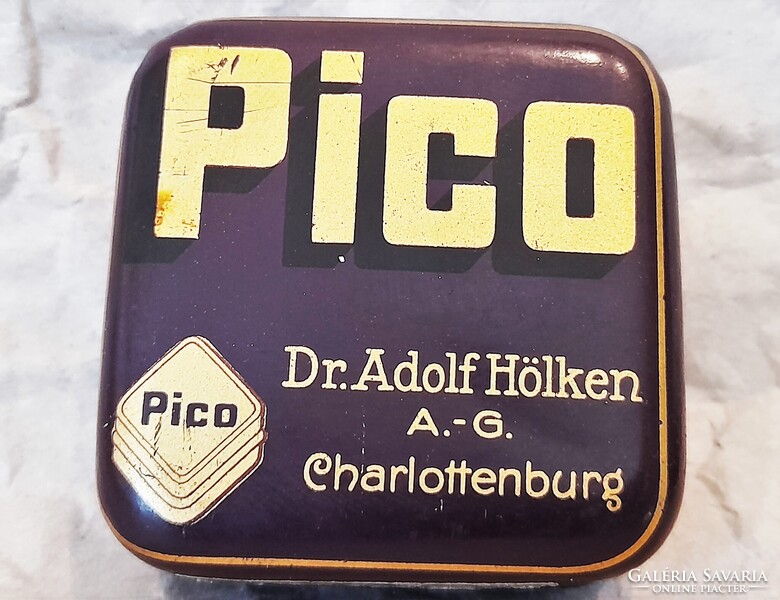 Pico
Pico
Dr. Adolf Hölken
A.-G.
Charlottenburg
GALÉRIA SAVARIA
ONLINE PIACTÉR